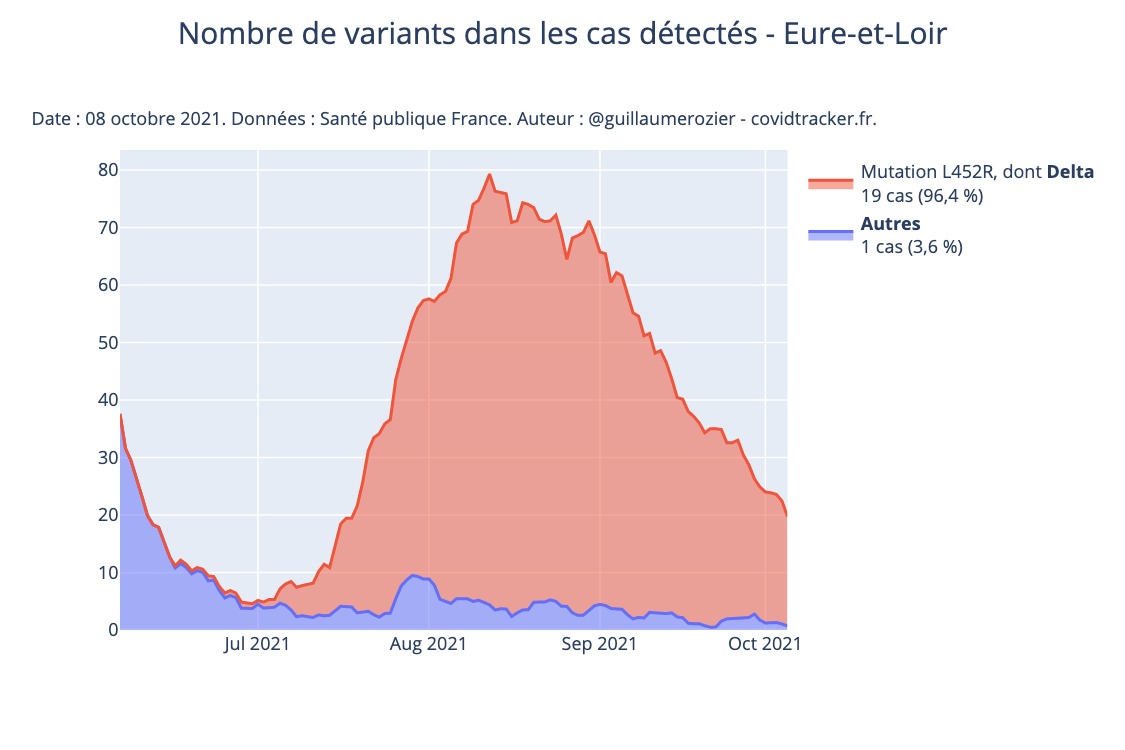 Nombre de variants dans les cas détectés - Eure-et-Loir
Date : 08 octobre 2021. Données : Santé publique France. Auteur : @guillaumerozier - covidtracker.fr.
80
70
60
50
40
30
20
10
0
Jul 2021
Aug 2021
Sep 2021
Oct 2021
Mutation L452R, dont Delta
19 cas (96,4 %)
Autres
1 cas (3,6 %)